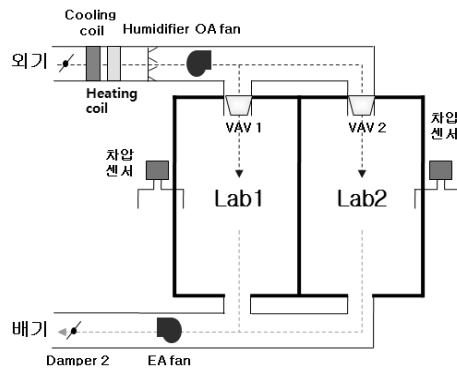 Cooling
coil
Humidifier OA fan
외기
Heating
coil
VAV 1
VAV 2
차압
센서
차압
센서
Lab1
Lab2
배기
Damper 2
EA fan